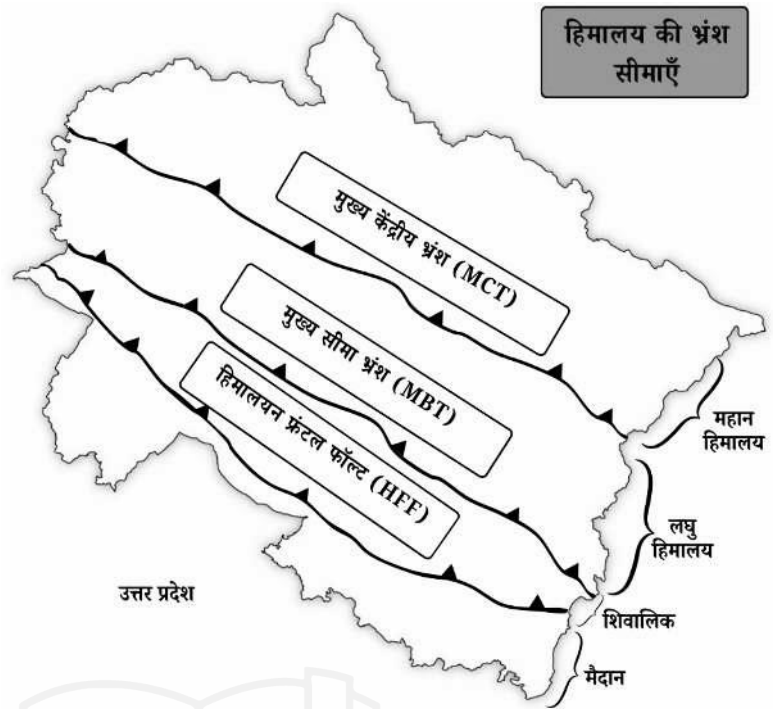 हिमालय की भ्रंश
सीमाएँ
मुख्य केंद्रीय भ्रंश (MCT)
मुख्य सीमा भ्रंश (MBT)
हिमालयन फ्रंटल फॉल्ट (HFF)
महान
हिमालय
लघु
हिमालय
उत्तर प्रदेश
शिवालिक
मैदान